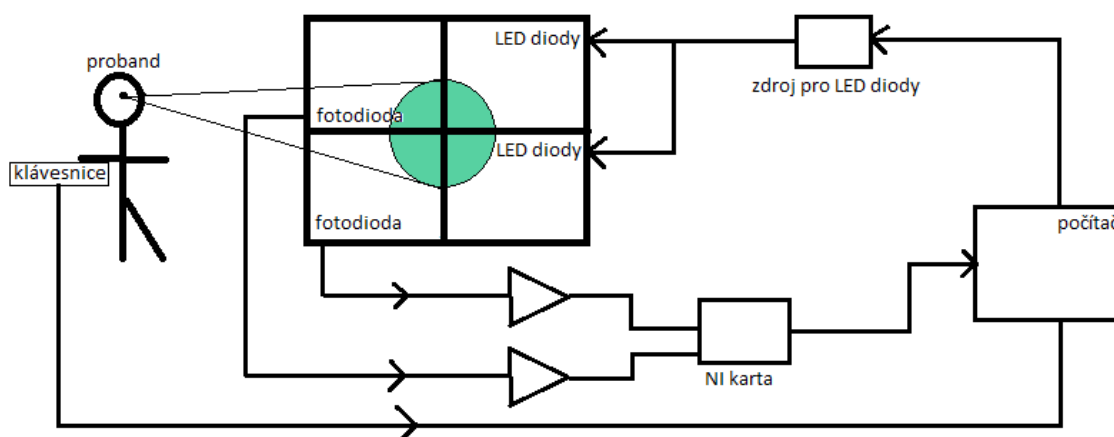 LED diody
proband
zdroj pro LED diody
fotodioda
LED diody
klávesnice
fotodioda
počítač
NI karta